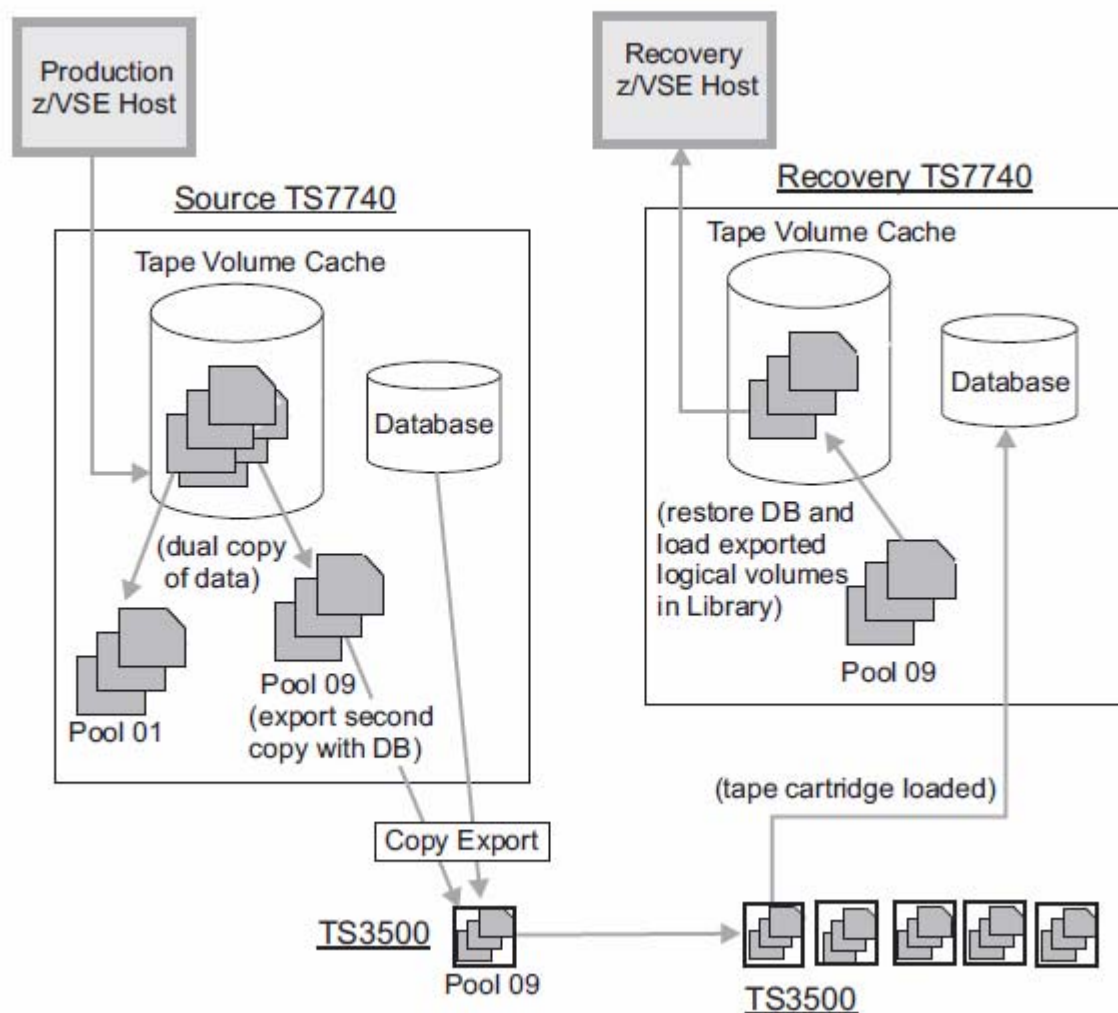 Production
z/VSE Host
Recovery
z/VSE Host
Source TS7740
Recovery TS7740
Tape Volume Cache
Database
(dual copy
of data)
Pool 01
Pool 09
(export second
copy with DB)
Tape Volume Cache
Database
(restore DB and
load exported
logical volumes
in Library)
Pool 09
(tape cartridge loaded)
Copy Export
TS3500
Pool 09
TS3500